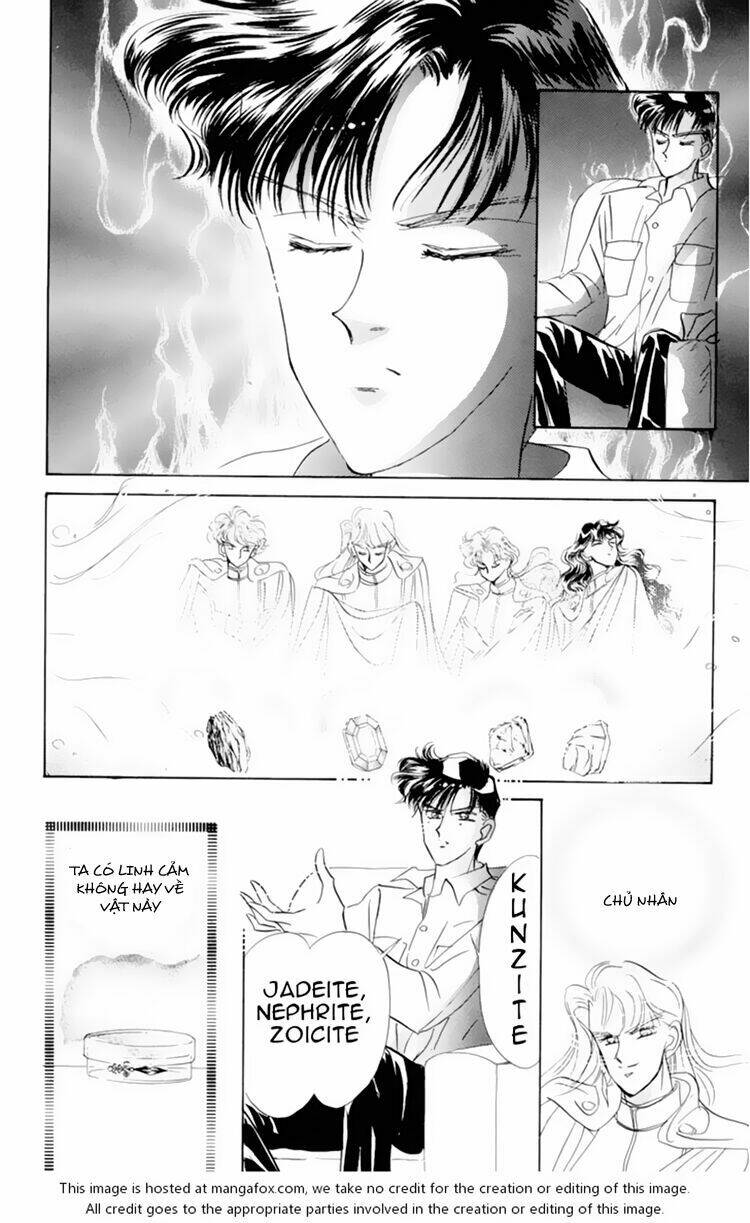 CHỦ NHÂN
KUNZITE
JADEITE,
NEPHRITE,
ZOICITE
TA CÓ LINH CẢM
KHÔNG HAY VỀ
VẬT NÀY
This image is hosted at mangafox.com, we take no credit for the creation or editing of this image.
All credit goes to the appropriate parties involved in the creation or editing of this image.